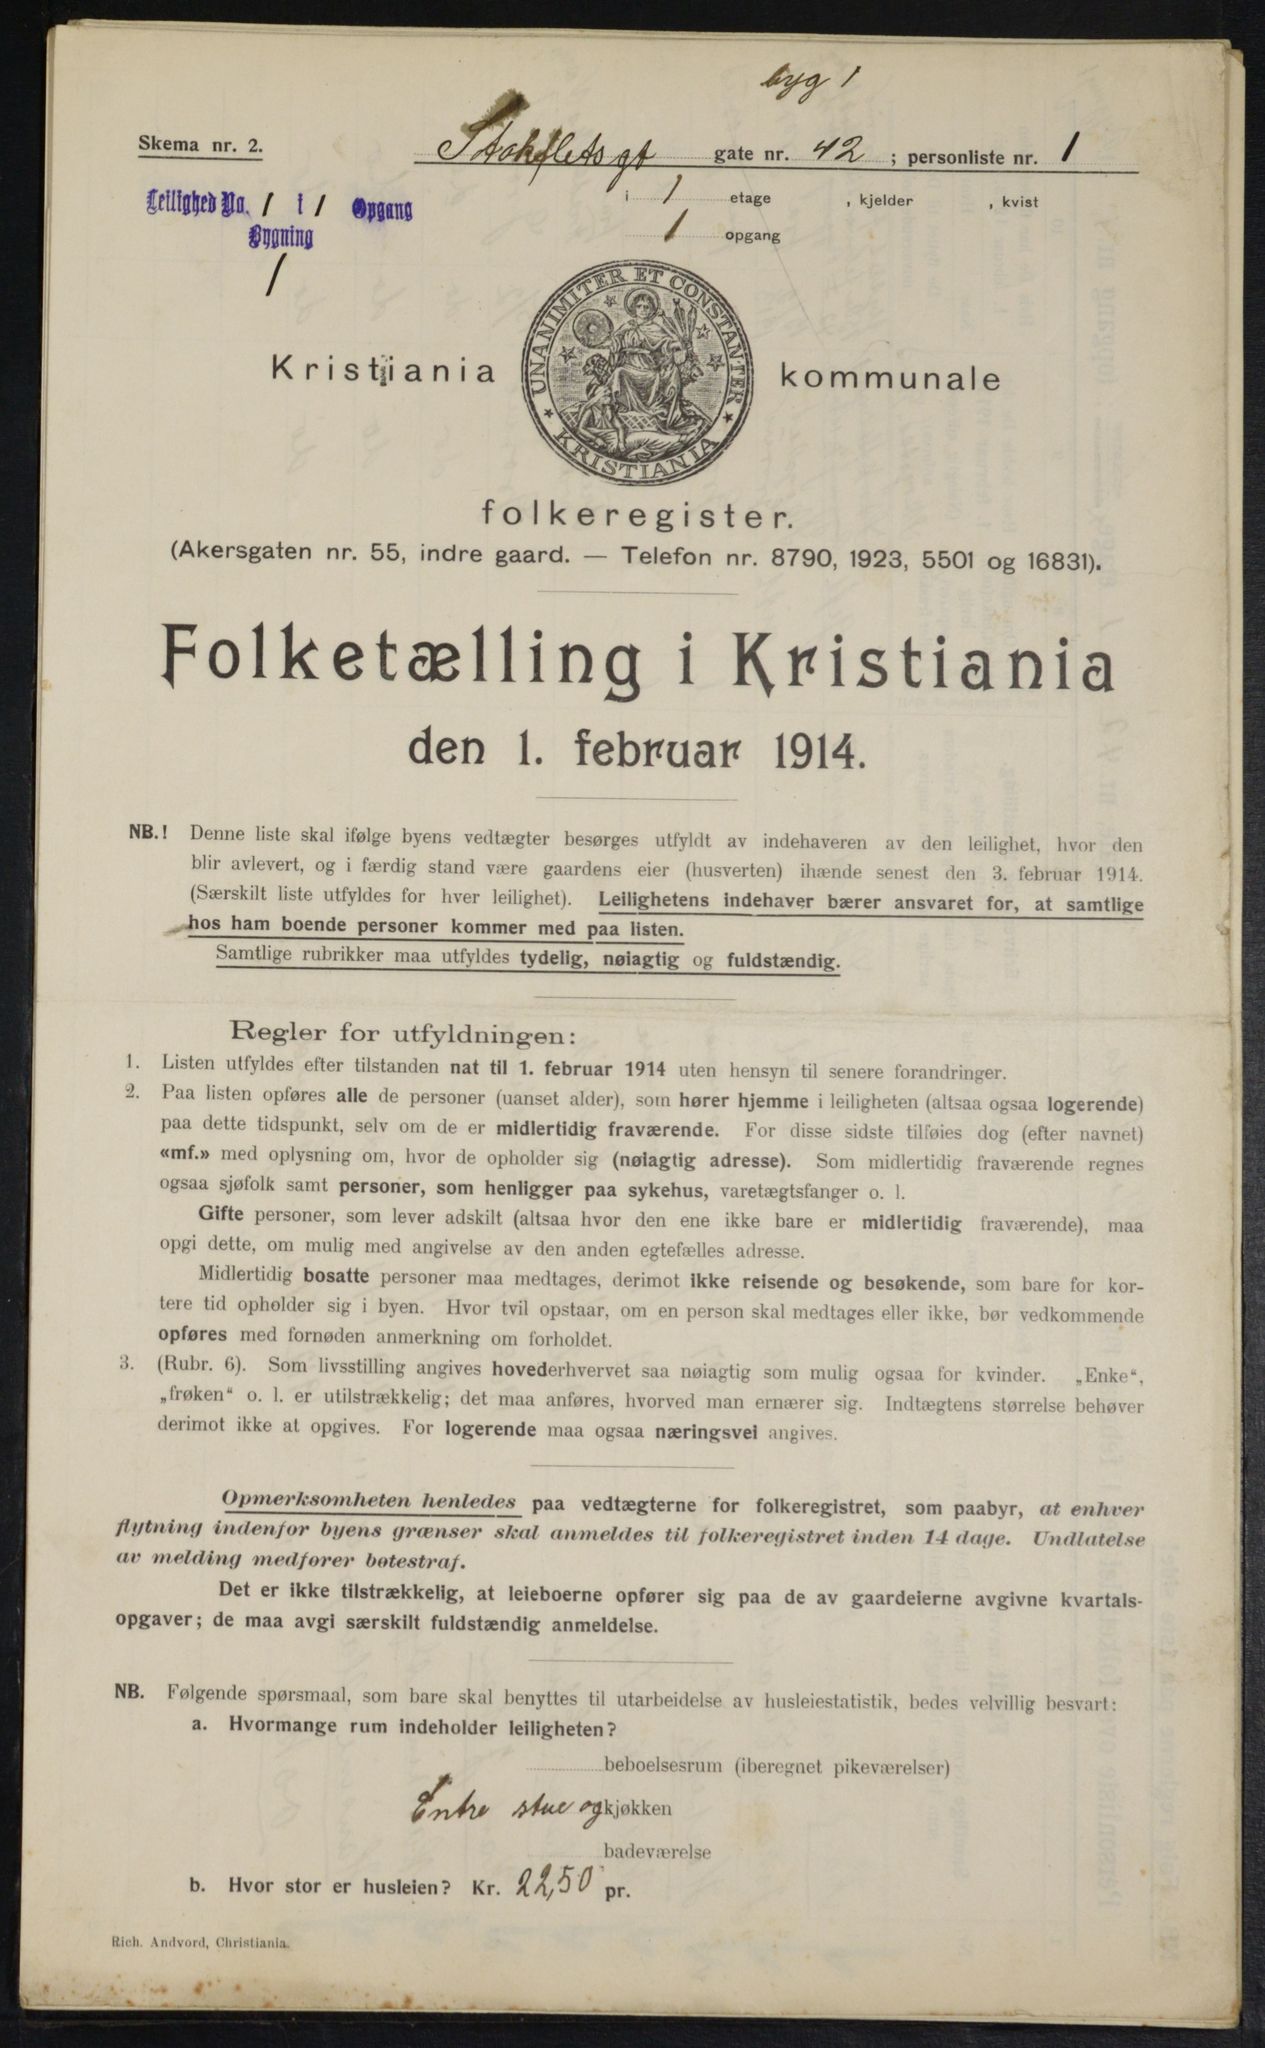 byg 1
Skema nr. 2.
Stokfletsgt gate nr. 42 ; personliste nr. 1
Leilighed No. 1 i 1 Opgang
Bygning
1
i 1 etage , kjelder , kvist
1 opgang
UNANIMITER ET CONSTANTER
KRISTIANIA
Kristiania kommunale
folkeregister.
(Akersgaten nr. 55, indre gaard. — Telefon nr. 8790, 1923, 5501 og 16831).
Folketælling i Kristiania
den 1. februar 1914.
NB.! Denne liste skal ifølge byens vedtægter besørges utfyldt av indehaveren av den leilighet, hvor den
blir avlevert, og i færdig stand være gaardens eier (husverten) ihænde senest den 3. februar 1914.
(Særskilt liste utfyldes for hver leilighet). Leilighetens indehaver bærer ansvaret for, at samtlige
hos ham boende personer kommer med paa listen.
Samtlige rubrikker maa utfyldes tydelig, nøiagtig og fuldstændig.
Regler for utfyldningen:
1. Listen utfyldes efter tilstanden nat til 1. februar 1914 uten hensyn til senere forandringer.
2. Paa listen opføres alle de personer (uanset alder), som hører hjemme i leiligheten (altsaa ogsaa logerende)
paa dette tidspunkt, selv om de er midlertidig fraværende. For disse sidste tilføies dog (efter navnet)
«mf.» med oplysning om, hvor de opholder sig (nøiagtig adresse). Som midlertidig fraværende regnes
ogsaa sjøfolk samt personer, som henligger paa sykehus, varetægtsfanger o. l.
Gifte personer, som lever adskilt (altsaa hvor den ene ikke bare er midlertidig fraværende), maa
opgi dette, om mulig med angivelse av den anden egtefælles adresse.
Midlertidig bosatte personer maa medtages, derimot ikke reisende og besøkende, som bare for kor-
tere tid opholder sig i byen. Hvor tvil opstaar, om en person skal medtages eller ikke, bør vedkommende
opføres med fornøden anmerkning om forholdet.
3. (Rubr. 6). Som livsstilling angives hovederhvervet saa nøiagtig som mulig ogsaa for kvinder. „Enke“,
„frøken“ o. l. er utilstrækkelig; det maa anføres, hvorved man ernærer sig. Indtægtens størrelse behøver
derimot ikke at opgives. For logerende maa ogsaa næringsvei angives.
Opmerksomheten henledes paa vedtægterne for folkeregistret, som paabyr, at enhver
flytning indenfor byens grænser skal anmeldes til folkeregistret inden 14 dage. Undlatelse
av melding medfører bøtestraf.
Det er ikke tilstrækkelig, at leieboerne opfører sig paa de av gaardeierne avgivne kvartals-
opgaver; de maa avgi særskilt fuldstændig anmeldelse.
NB. Følgende spørsmaal, som bare skal benyttes til utarbeidelse av husleiestatistik, bedes velvillig besvart:
a. Hvormange rum indeholder leiligheten?
beboelsesrum (iberegnet pikeværelser)
Entre stue og kjøkken
badeværelse
b. Hvor stor er husleien? Kr. 22,50 pr.
Rich. Andvord, Christiania.